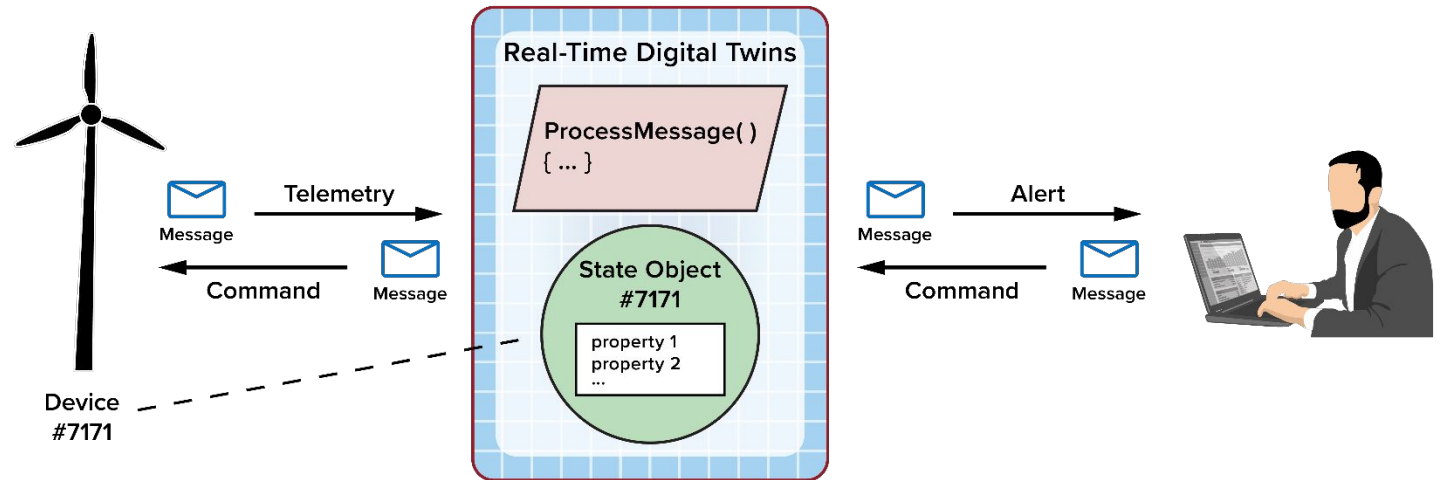 Real-Time Digital Twins
ProcessMessage( )
{ ... }
Telemetry
Message
Command
Message
State Object
#7171
property 1
property 2
...
Device
#7171
Alert
Message
Command
Message